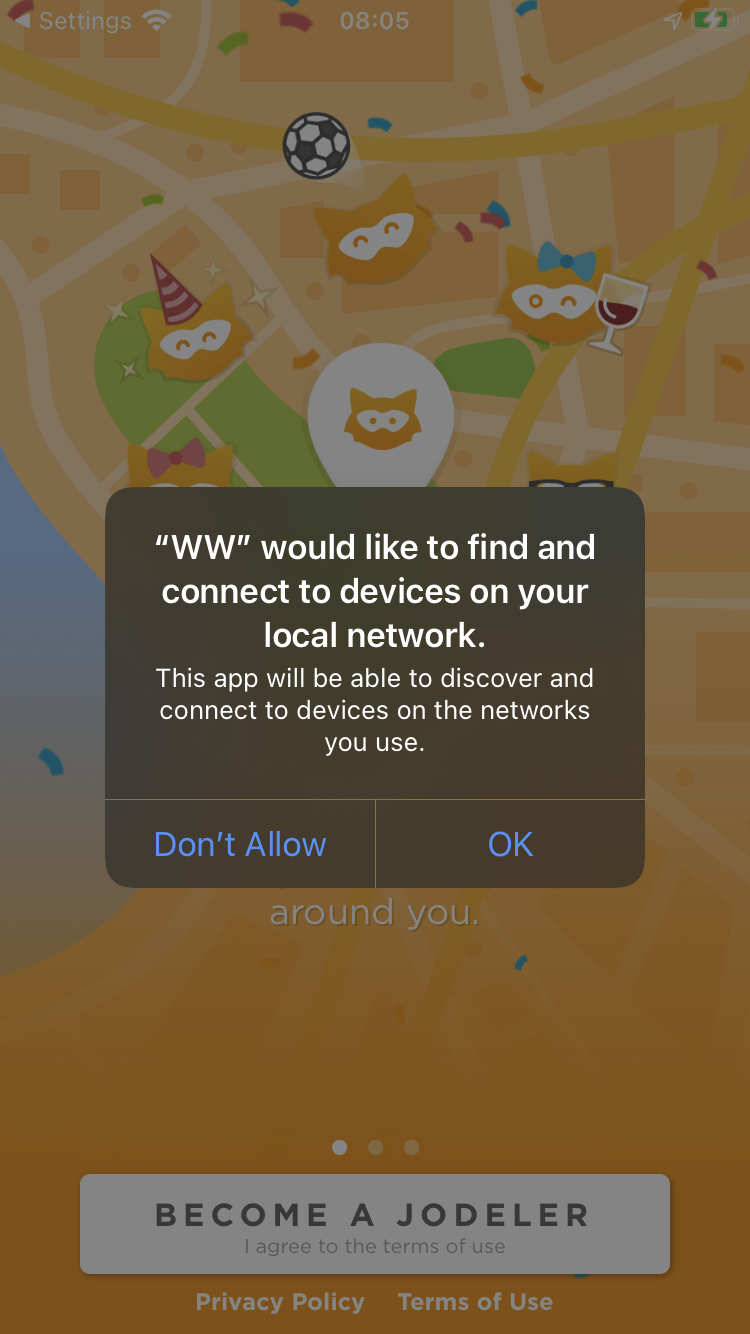 Settings
08:05
“WW” would like to find and
connect to devices on your
local network.
This app will be able to discover and
connect to devices on the networks
you use.
Don’t Allow
OK
around you.
BECOME A JODELER
I agree to the terms of use
Privacy Policy
Terms of Use